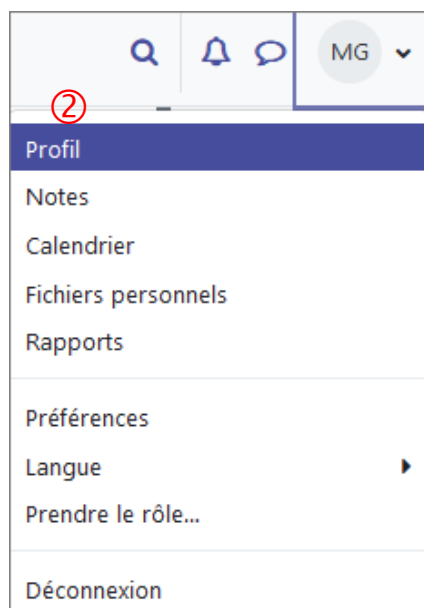 MG
②
Profil
Notes
Calendrier
Fichiers personnels
Rapports
Préférences
Langue
Prendre le rôle...
Déconnexion